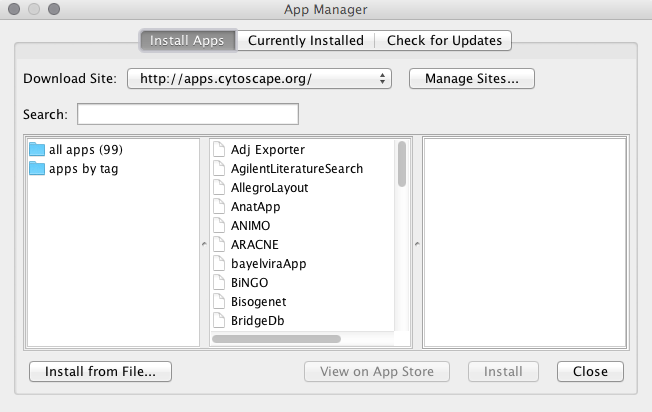 App Manager
Install Apps Currently Installed Check for Updates
Download Site: http://apps.cytoscape.org/ Manage Sites...
Search:
all apps (99)
apps by tag
Adj Exporter
AgilentLiteratureSearch
AllegroLayout
AnatApp
ANIMO
ARACNE
bayelviraApp
BiNGO
Bisogenet
BridgeDb
Install from File... View on App Store Install Close